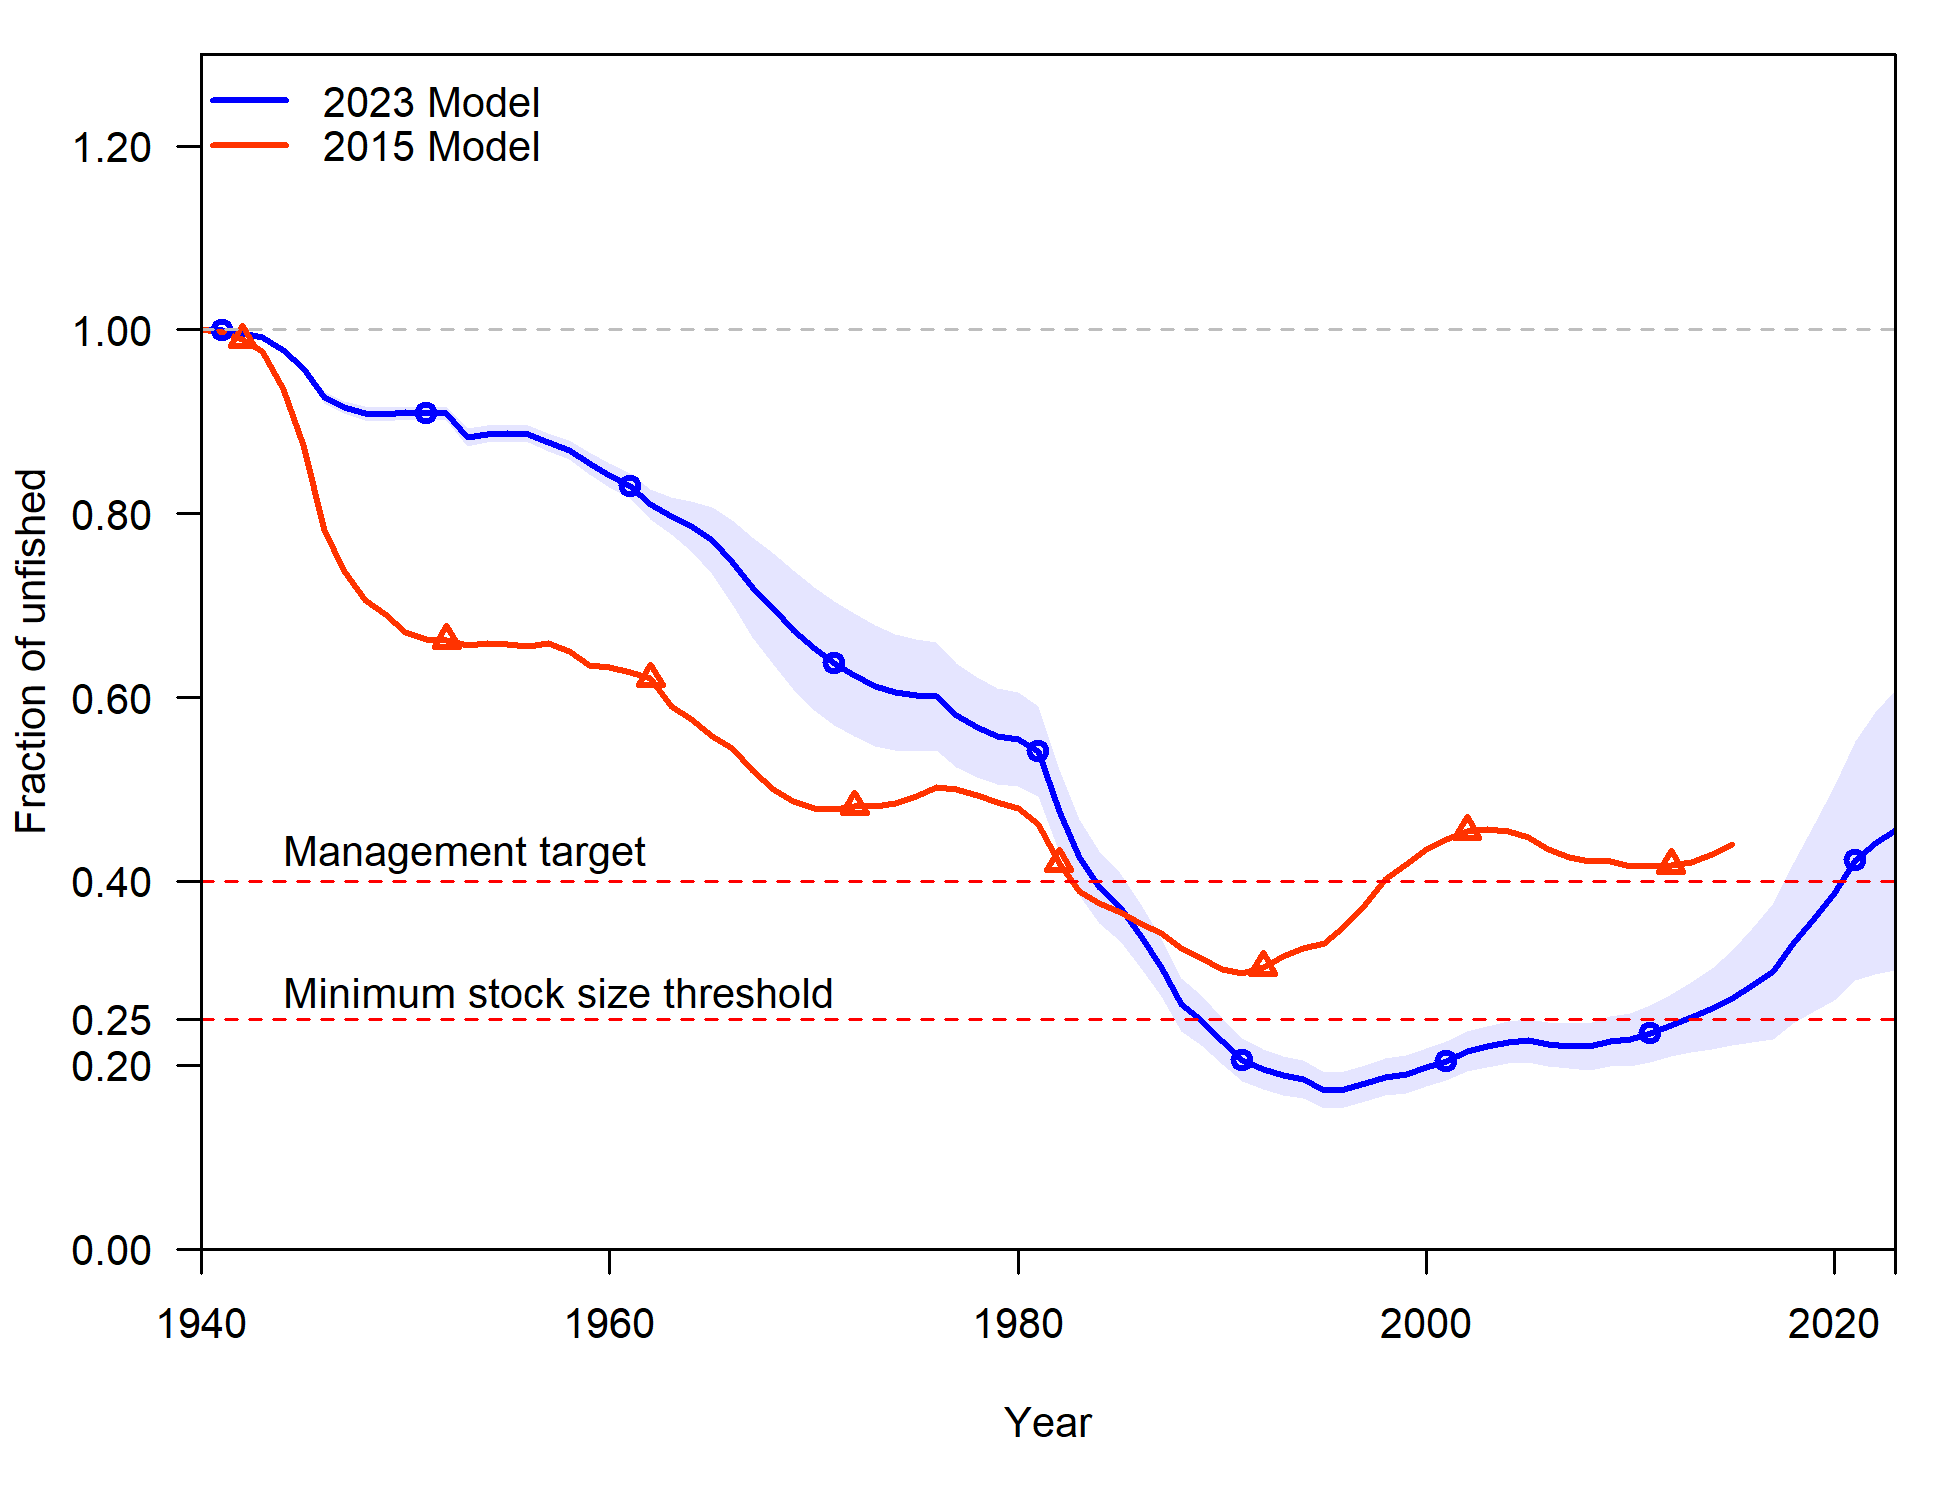 2023 Model
2015 Model
1.20
1.00
0.80
0.60
0.40
0.25
0.20
0.00
Fraction of unfished
Management target
Minimum stock size threshold
1940
1960
1980
2000
2020
Year